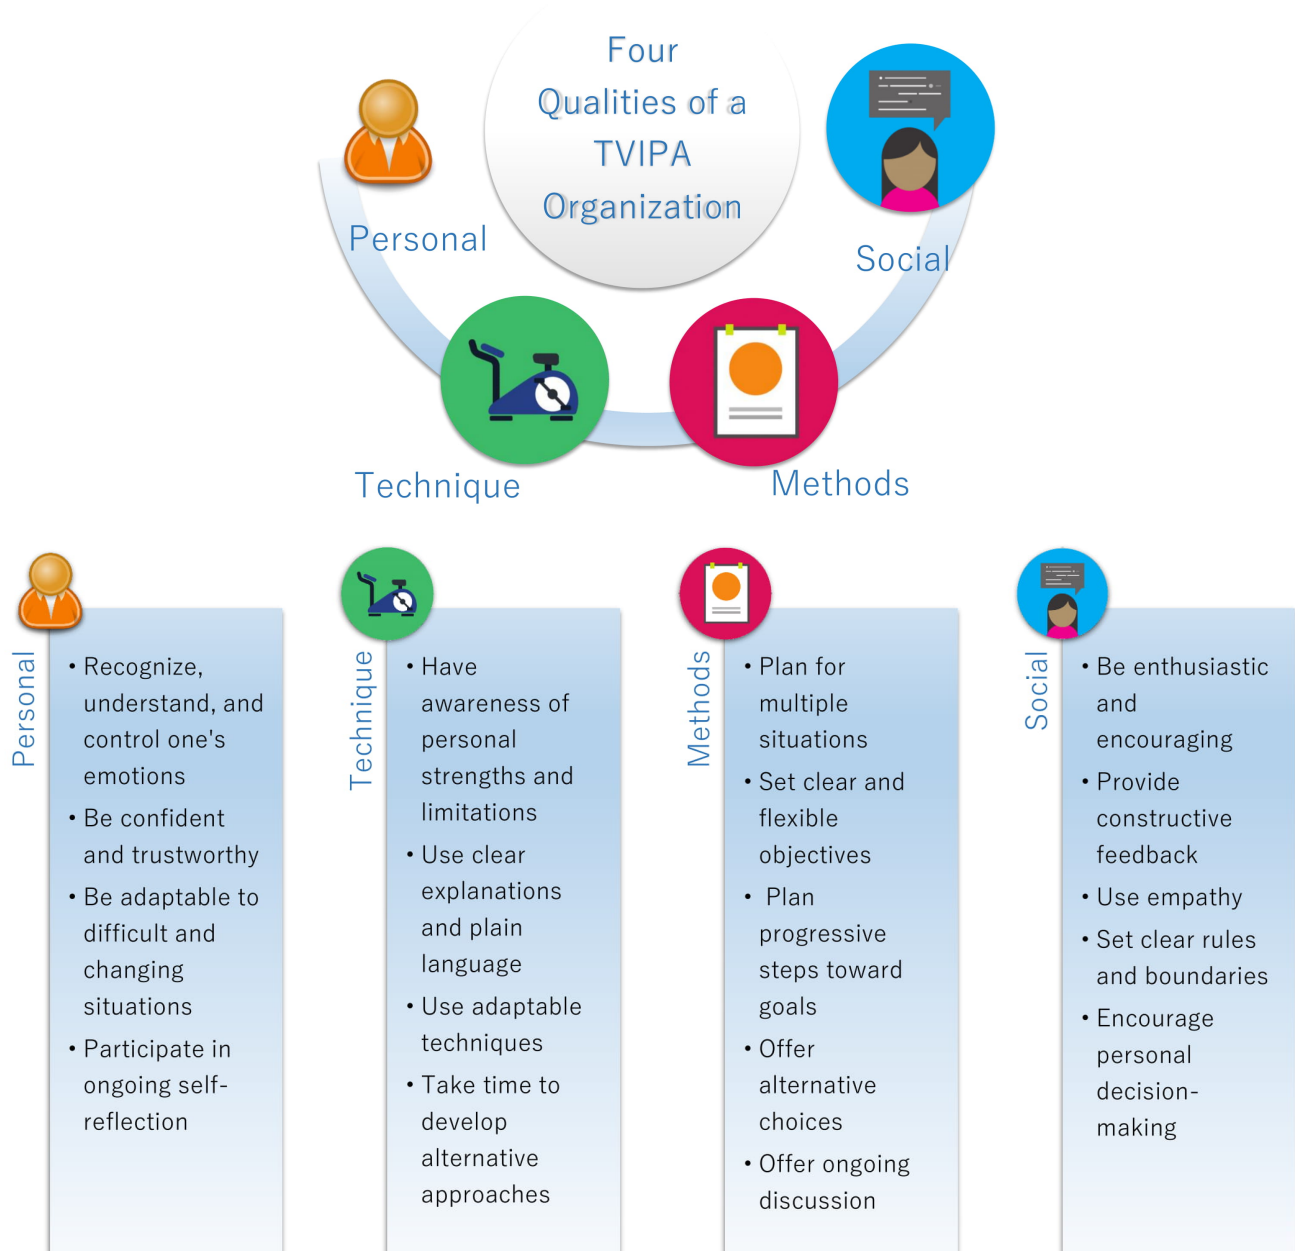 Four
Qualities of a
TVIPA
Organization
Personal
Social
Technique
Methods
Personal
• Recognize,
understand, and
control one's
emotions
• Be confident
and trustworthy
• Be adaptable to
difficult and
changing
situations
• Participate in
ongoing self-
reflection
Technique
• Have
awareness of
personal
strengths and
limitations
• Use clear
explanations
and plain
language
• Use adaptable
techniques
• Take time to
develop
alternative
approaches
Methods
• Plan for
multiple
situations
• Set clear and
flexible
objectives
• Plan
progressive
steps toward
goals
• Offer
alternative
choices
• Offer ongoing
discussion
Social
• Be enthusiastic
and
encouraging
• Provide
constructive
feedback
• Use empathy
• Set clear rules
and boundaries
• Encourage
personal
decision-
making